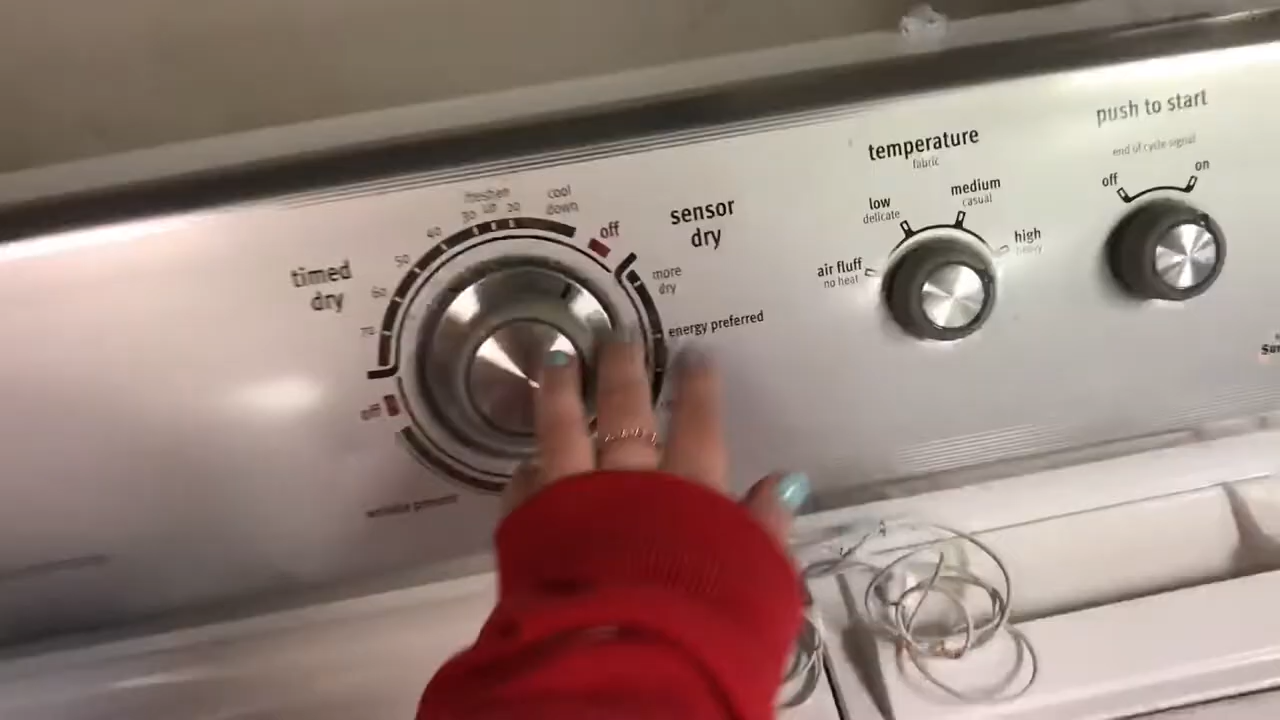 timed
dry
off
70
60
50
40
30
freshen
up
20
cool
down
off
sensor
dry
more
dry
energy preferred
wrinkle prevent
temperature
fabric
air fluff
no heat
low
delicate
medium
casual
high
heavy
push to start
end of cycle signal
off
on